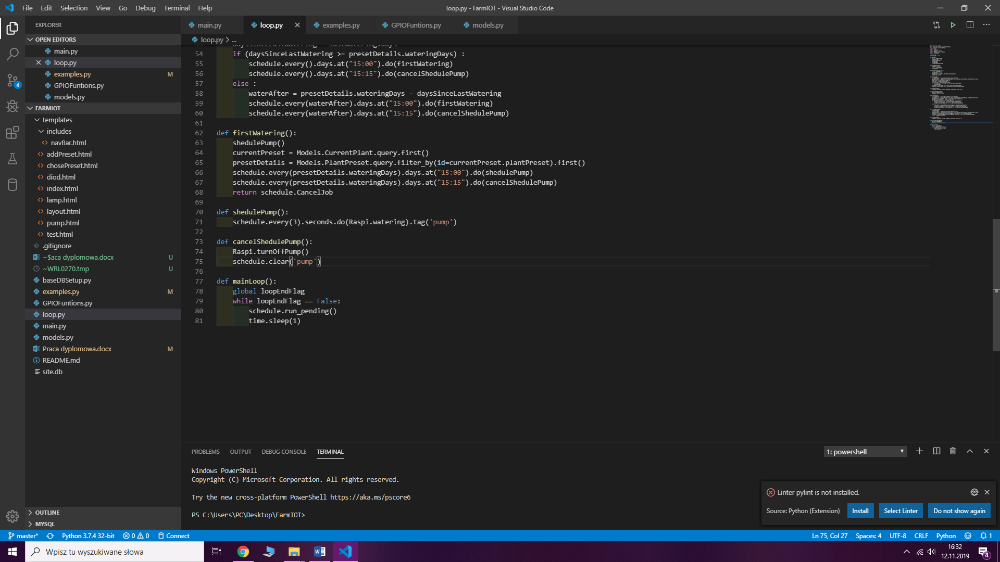 File Edit Selection View Go Debug Terminal Help
loop.py - FarmIOT - Visual Studio Code
EXPLORER
OPEN EDITORS
main.py
loop.py
examples.py M
GPIOFuntions.py
models.py
FARMIOT
templates
includes
navBar.html
addPreset.html
chosePreset.html
diod.html
index.html
lamp.html
layout.html
pump.html
test.html
.gitignore
~$aca dyplomowa.docx U
~WRL0270.tmp U
baseDBSetup.py
examples.py M
GPIOFuntions.py
loop.py
main.py
models.py
Praca dyplomowa.docx M
README.md
site.db
OUTLINE
MYSQL
4
main.py loop.py examples.py GPIOFuntions.py models.py
loop.py > ...
54 if (daysSinceLastWatering >= presetDetails.wateringDays) :
55 schedule.every().days.at("15:00").do(firstWatering)
56 schedule.every().days.at("15:15").do(cancelShedulePump)
57 else :
58 waterAfter = presetDetails.wateringDays - daysSinceLastWatering
59 schedule.every(waterAfter).days.at("15:00").do(firstWatering)
60 schedule.every(waterAfter).days.at("15:15").do(cancelShedulePump)
61
62 def firstWatering():
63 shedulePump()
64 currentPreset = Models.CurrentPlant.query.first()
65 presetDetails = Models.PlantPreset.query.filter_by(id=currentPreset.plantPreset).first()
66 schedule.every(presetDetails.wateringDays).days.at("15:00").do(shedulePump)
67 schedule.every(presetDetails.wateringDays).days.at("15:15").do(cancelShedulePump)
68 return schedule.CancelJob
69
70 def shedulePump():
71 schedule.every(3).seconds.do(Raspi.watering).tag('pump')
72
73 def cancelShedulePump():
74 Raspi.turnOffPump()
75 schedule.clear('pump')
76
77 def mainLoop():
78 global loopEndFlag
79 while loopEndFlag == False:
80 schedule.run_pending()
81 time.sleep(1)
PROBLEMS OUTPUT DEBUG CONSOLE TERMINAL
1: powershell
Windows PowerShell
Copyright (C) Microsoft Corporation. All rights reserved.
Try the new cross-platform PowerShell https://aka.ms/pscore6
PS C:\Users\PC\Desktop\FarmIOT>
Linter pylint is not installed.
Source: Python (Extension) Install Select Linter Do not show again
master* Python 3.7.4 32-bit 0 0 Connect
Ln 75, Col 27 Spaces: 4 UTF-8 CRLF Python 1
Wpisz tu wyszukiwane słowa
16:32
12.11.2019
4